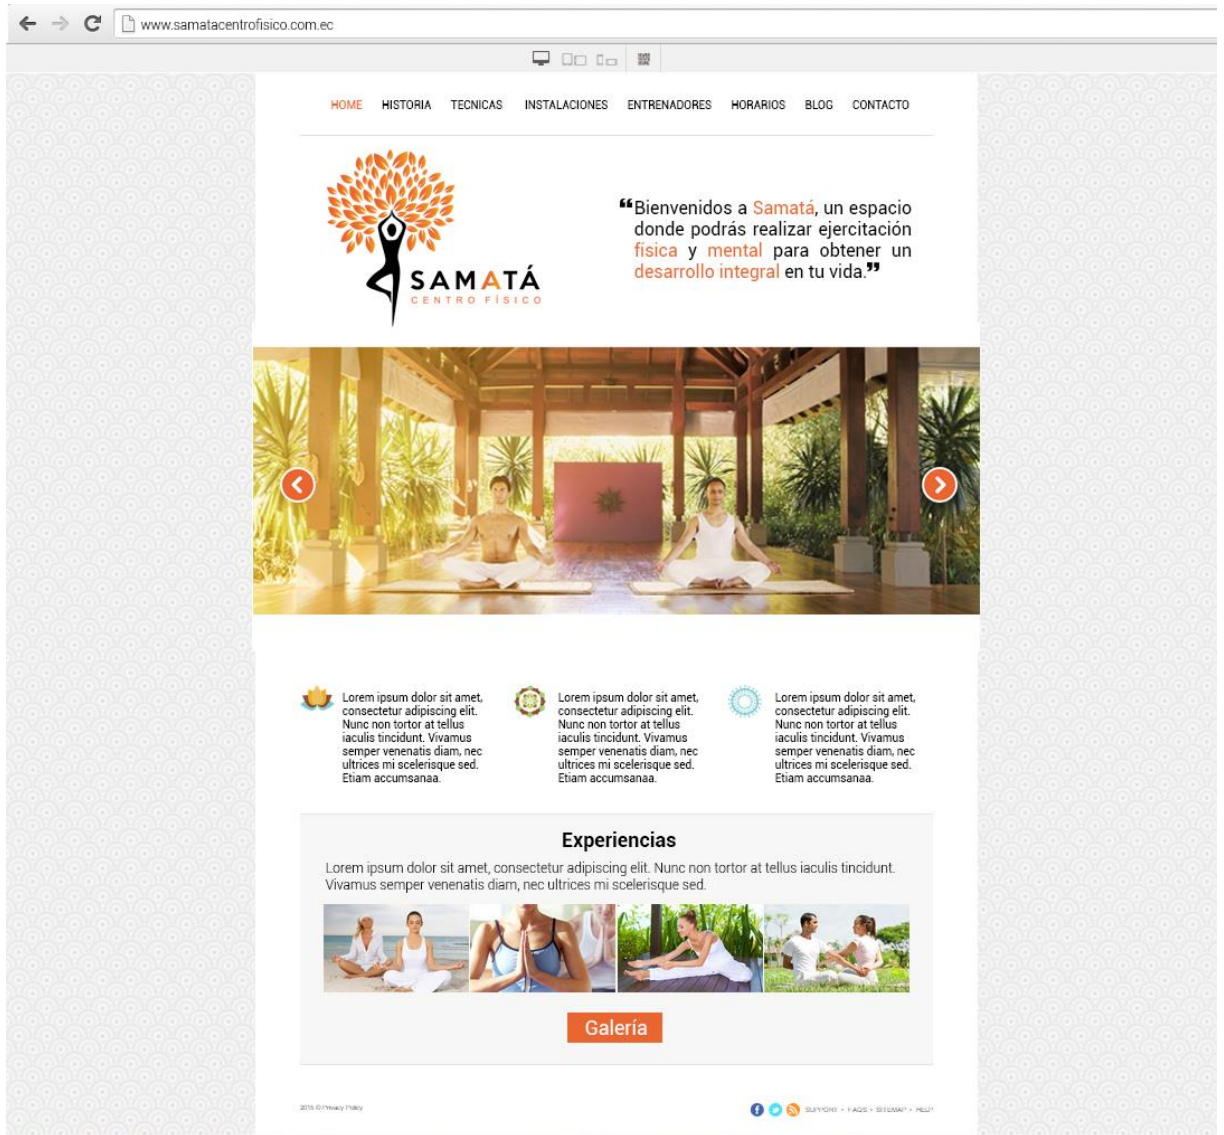 www.samatacentrofisico.com.ec
HOME HISTORIA TECNICAS INSTALACIONES ENTRENADORES HORARIOS BLOG CONTACTO
SAMATÁ
CENTRO FÍSICO
“Bienvenidos a Samatá, un espacio
donde podrás realizar ejercitación
física y mental para obtener un
desarrollo integral en tu vida.”
Lorem ipsum dolor sit amet,
consectetur adipiscing elit.
Nunc non tortor at tellus
iaculis tincidunt. Vivamus
semper venenatis diam, nec
ultrices mi scelerisque sed.
Etiam accumsanaa.
Lorem ipsum dolor sit amet,
consectetur adipiscing elit.
Nunc non tortor at tellus
iaculis tincidunt. Vivamus
semper venenatis diam, nec
ultrices mi scelerisque sed.
Etiam accumsanaa.
Lorem ipsum dolor sit amet,
consectetur adipiscing elit.
Nunc non tortor at tellus
iaculis tincidunt. Vivamus
semper venenatis diam, nec
ultrices mi scelerisque sed.
Etiam accumsanaa.
Experiencias
Lorem ipsum dolor sit amet, consectetur adipiscing elit. Nunc non tortor at tellus iaculis tincidunt.
Vivamus semper venenatis diam, nec ultrices mi scelerisque sed.
Galería
2015 © Privacy Policy
SUPPORT • FAQS • SITEMAP • HELP